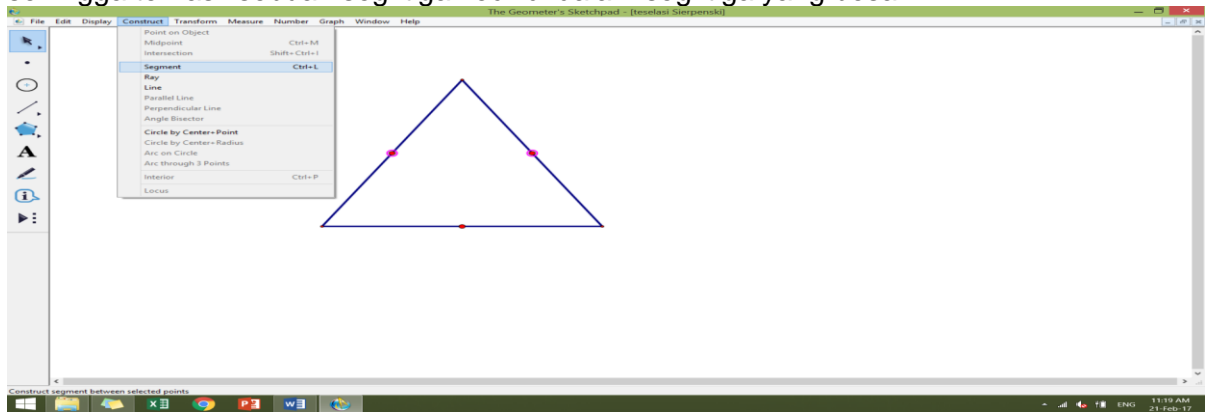 The Geometer's Sketchpad - [teselasi Sierpenski]
File Edit Display Construct Transform Measure Number Graph Window Help
Point on Object
Midpoint Ctrl+M
Intersection Shift+Ctrl+I
Segment Ctrl+L
Ray
Line
Parallel Line
Perpendicular Line
Angle Bisector
Circle by Center+Point
Circle by Center+Radius
Arc on Circle
Arc through 3 Points
Interior Ctrl+P
Locus
A
Construct segment between selected points
ENG
11:19 AM
21-Feb-17